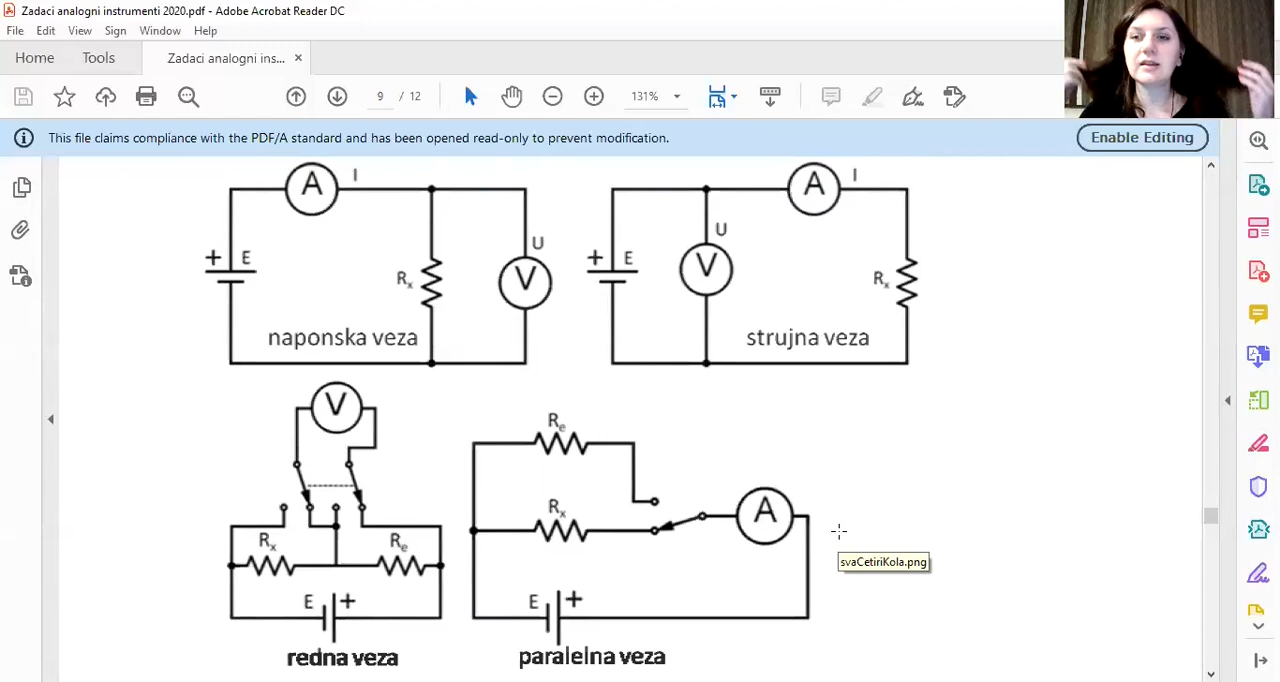 Zadaci analogni instrumenti 2020.pdf - Adobe Acrobat Reader DC
File Edit View Sign Window Help
Home Tools Zadaci analogni ins... ×
9 / 12 131%
This file claims compliance with the PDF/A standard and has been opened read-only to prevent modification. Enable Editing
A I A I
+ E Rx U V + E U V Rx
naponska veza strujna veza
V Re
Rx Re Rx A
svaCetiriKola.png
E + E +
redna veza paralelna veza